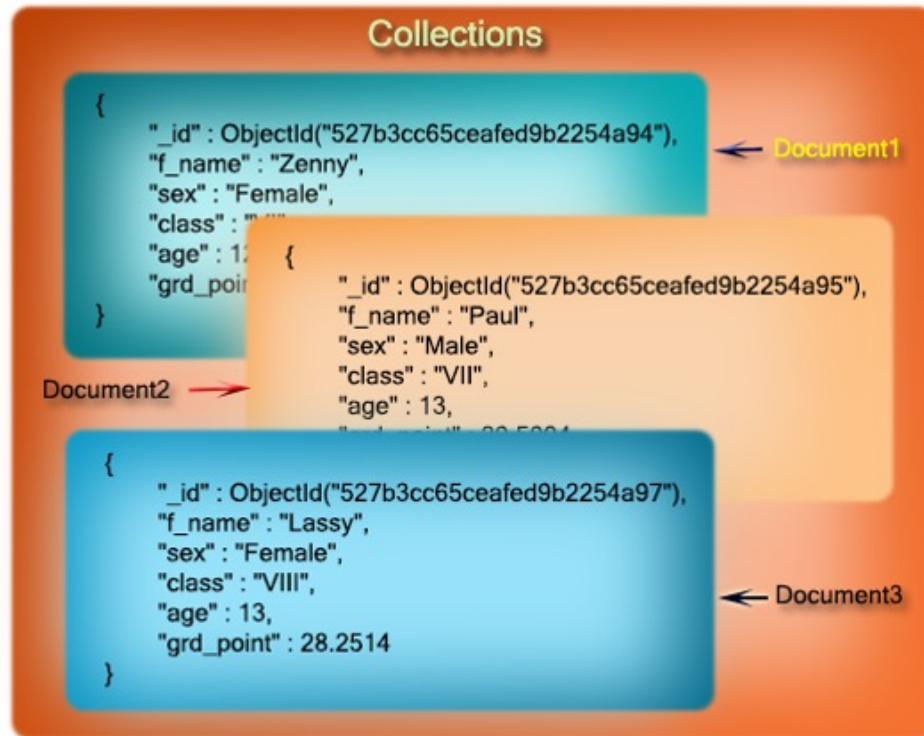 Collections
{
"_id" : ObjectId("527b3cc65ceafed9b2254a94"),
"f_name" : "Zenny",
"sex" : "Female",
"class" :
"age" :
}
Document1
{
"_id" : ObjectId("527b3cc65ceafed9b2254a95"),
"f_name" : "Paul",
"sex" : "Male",
"class" : "VII",
"age" : 13,
Document2
{
"_id" : ObjectId("527b3cc65ceafed9b2254a97"),
"f_name" : "Lassy",
"sex" : "Female",
"class" : "VIII",
"age" : 13,
"grd_point" : 28.2514
}
Document3